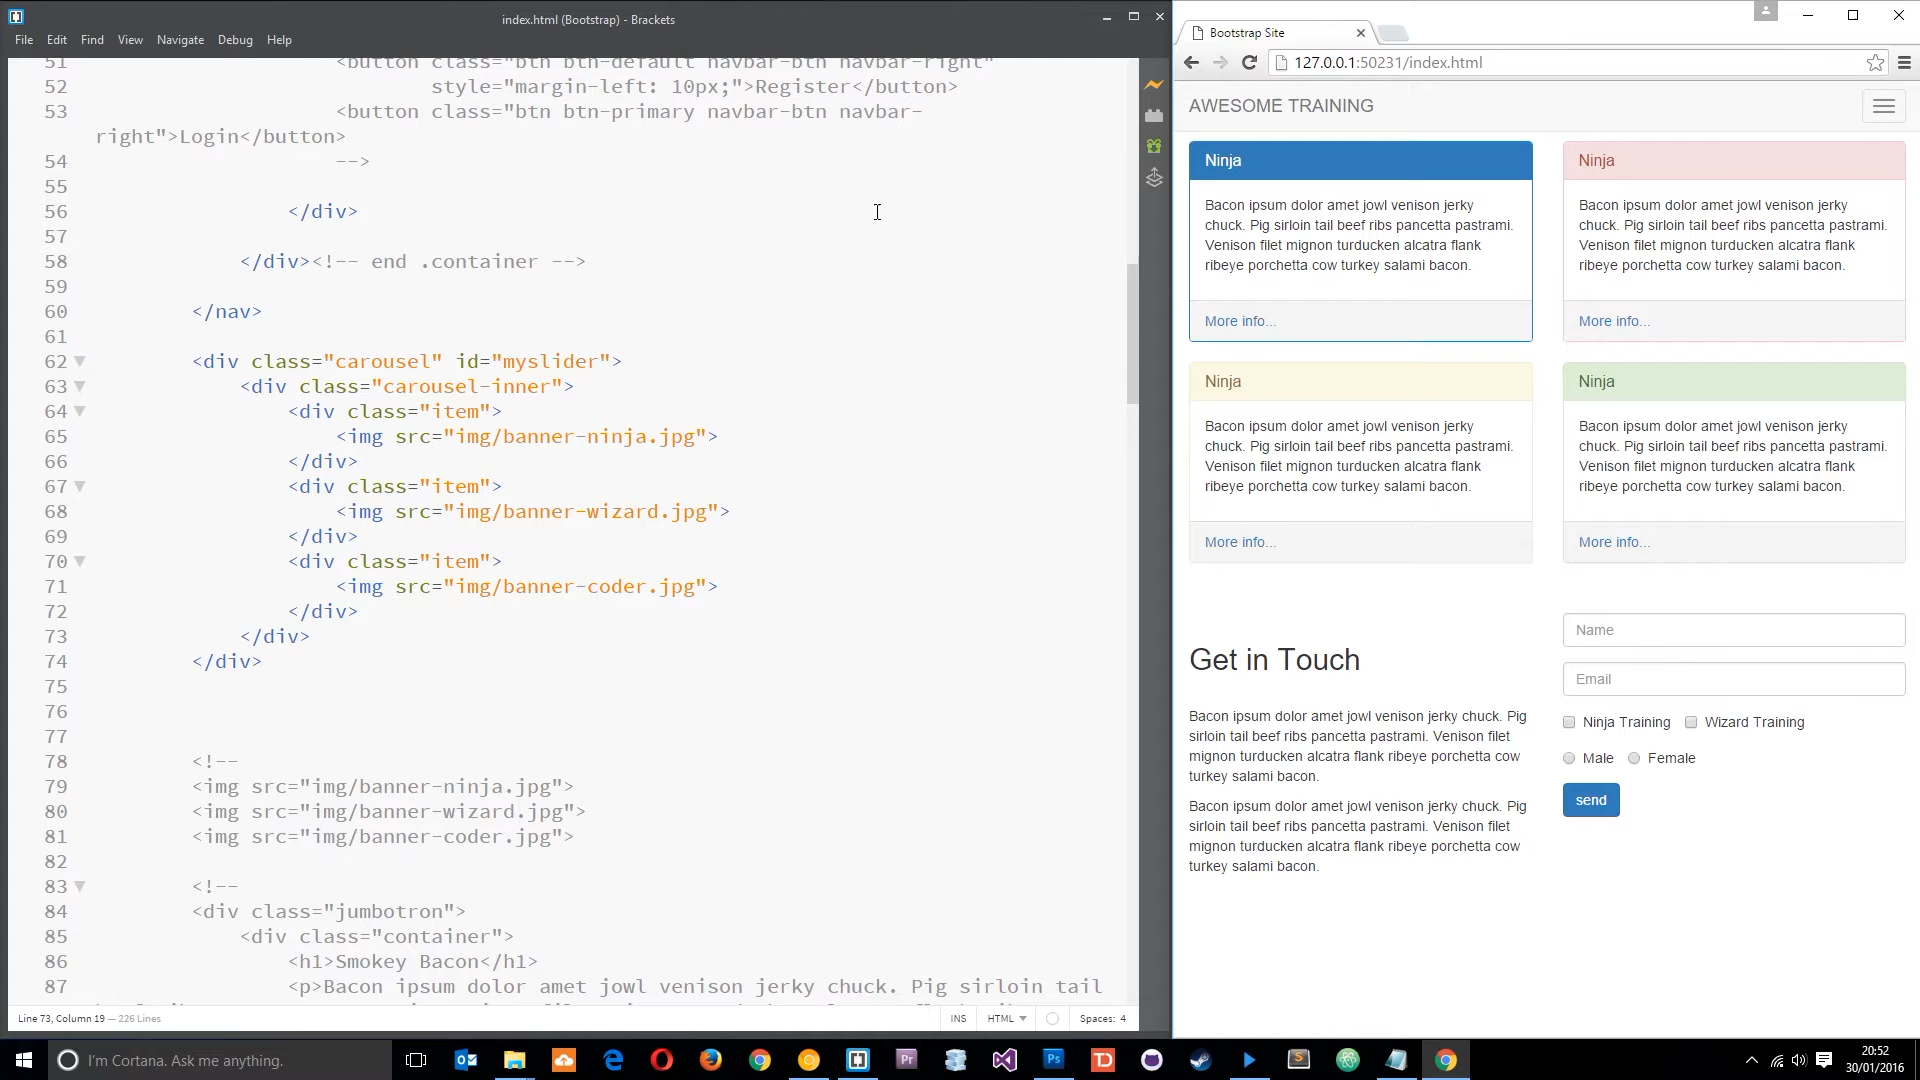 index.html (Bootstrap) - Brackets
File Edit Find View Navigate Debug Help
51 <button class="btn btn-default navbar-btn navbar-right"
52 style="margin-left: 10px;">Register</button>
53 <button class="btn btn-primary navbar-btn navbar-
right">Login</button>
54 -->
55
56 </div>
57
58 </div><!-- end .container -->
59
60 </nav>
61
62 <div class="carousel" id="myslider">
63 <div class="carousel-inner">
64 <div class="item">
65 <img src="img/banner-ninja.jpg">
66 </div>
67 <div class="item">
68 <img src="img/banner-wizard.jpg">
69 </div>
70 <div class="item">
71 <img src="img/banner-coder.jpg">
72 </div>
73 </div>
74 </div>
75
76
77
78 <!--
79 <img src="img/banner-ninja.jpg">
80 <img src="img/banner-wizard.jpg">
81 <img src="img/banner-coder.jpg">
82
83 <!--
84 <div class="jumbotron">
85 <div class="container">
86 <h1>Smokey Bacon</h1>
87 <p>Bacon ipsum dolor amet jowl venison jerky chuck. Pig sirloin tail
Line 73, Column 19 — 226 Lines
INS HTML Spaces: 4
Bootstrap Site
127.0.0.1:50231/index.html
AWESOME TRAINING
Ninja
Bacon ipsum dolor amet jowl venison jerky
chuck. Pig sirloin tail beef ribs pancetta pastrami.
Venison filet mignon turducken alcatra flank
ribeye porchetta cow turkey salami bacon.
More info...
Ninja
Bacon ipsum dolor amet jowl venison jerky
chuck. Pig sirloin tail beef ribs pancetta pastrami.
Venison filet mignon turducken alcatra flank
ribeye porchetta cow turkey salami bacon.
More info...
Ninja
Bacon ipsum dolor amet jowl venison jerky
chuck. Pig sirloin tail beef ribs pancetta pastrami.
Venison filet mignon turducken alcatra flank
ribeye porchetta cow turkey salami bacon.
More info...
Ninja
Bacon ipsum dolor amet jowl venison jerky
chuck. Pig sirloin tail beef ribs pancetta pastrami.
Venison filet mignon turducken alcatra flank
ribeye porchetta cow turkey salami bacon.
More info...
Get in Touch
Bacon ipsum dolor amet jowl venison jerky chuck. Pig
sirloin tail beef ribs pancetta pastrami. Venison filet
mignon turducken alcatra flank ribeye porchetta cow
turkey salami bacon.
Bacon ipsum dolor amet jowl venison jerky chuck. Pig
sirloin tail beef ribs pancetta pastrami. Venison filet
mignon turducken alcatra flank ribeye porchetta cow
turkey salami bacon.
Name
Email
Ninja Training Wizard Training
Male Female
send
I'm Cortana. Ask me anything.
Pr
Ps
TD
S
20:52
30/01/2016